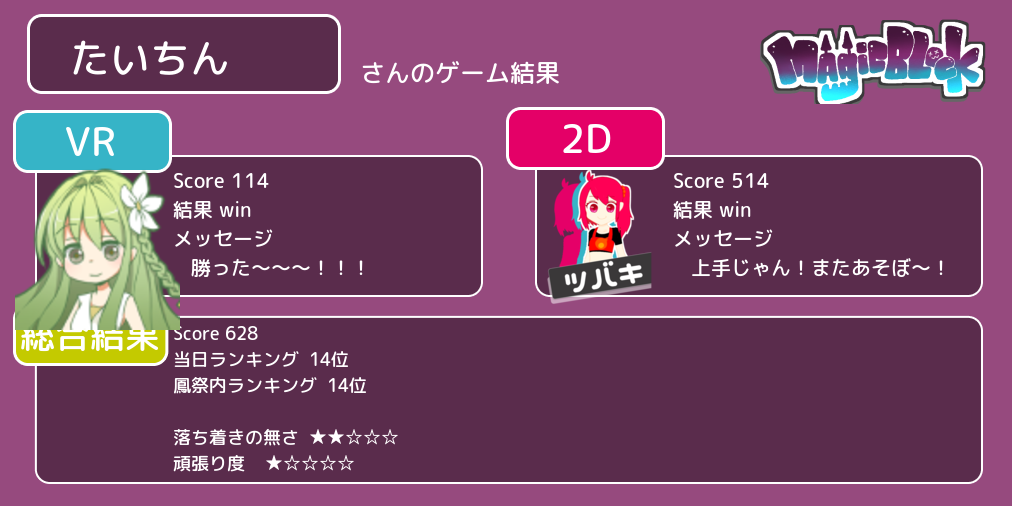 たいちん
さんのゲーム結果
MAgicBLock
VR
Score 114
結果 win
メッセージ
勝った～～～！！！
2D
Score 514
結果 win
メッセージ
上手じゃん！またあそぼ～！
ツバキ
総合結果
Score 628
当日ランキング 14位
鳳祭内ランキング 14位
落ち着きの無さ ★★☆☆☆
頑張り度 ★☆☆☆☆